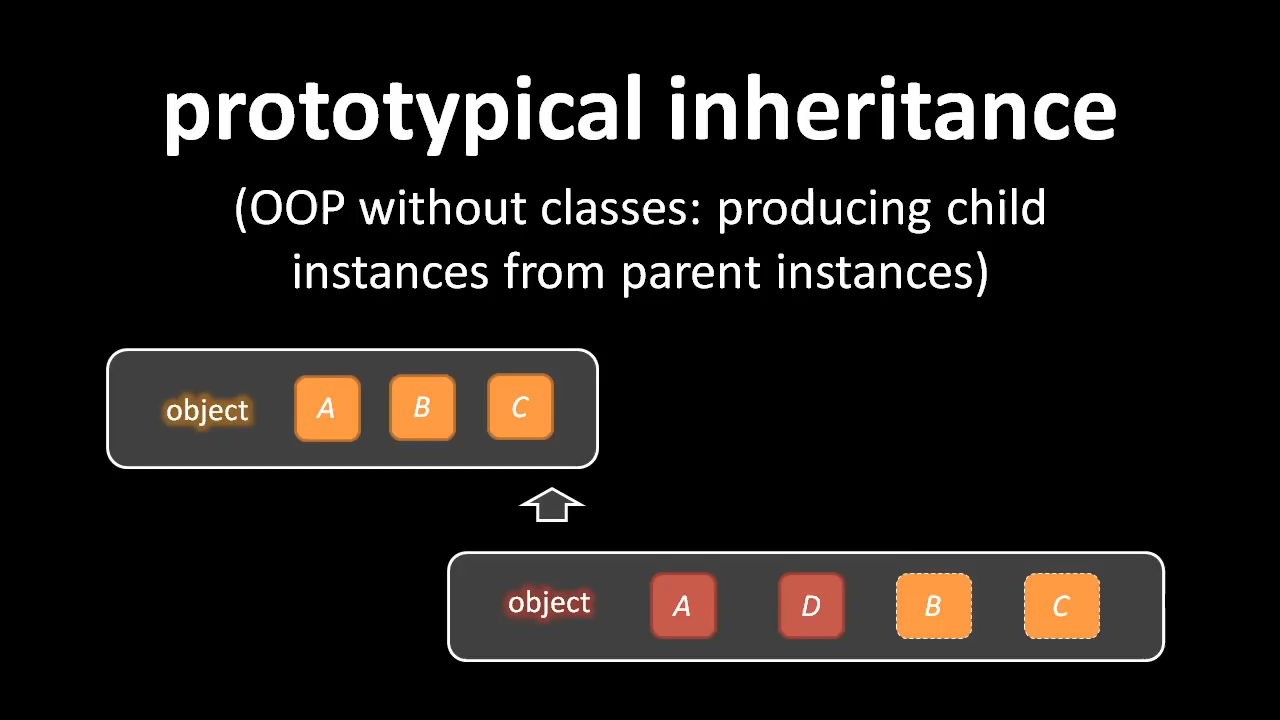 prototypical inheritance
(OOP without classes: producing child
instances from parent instances)
object A B C
object A D B C